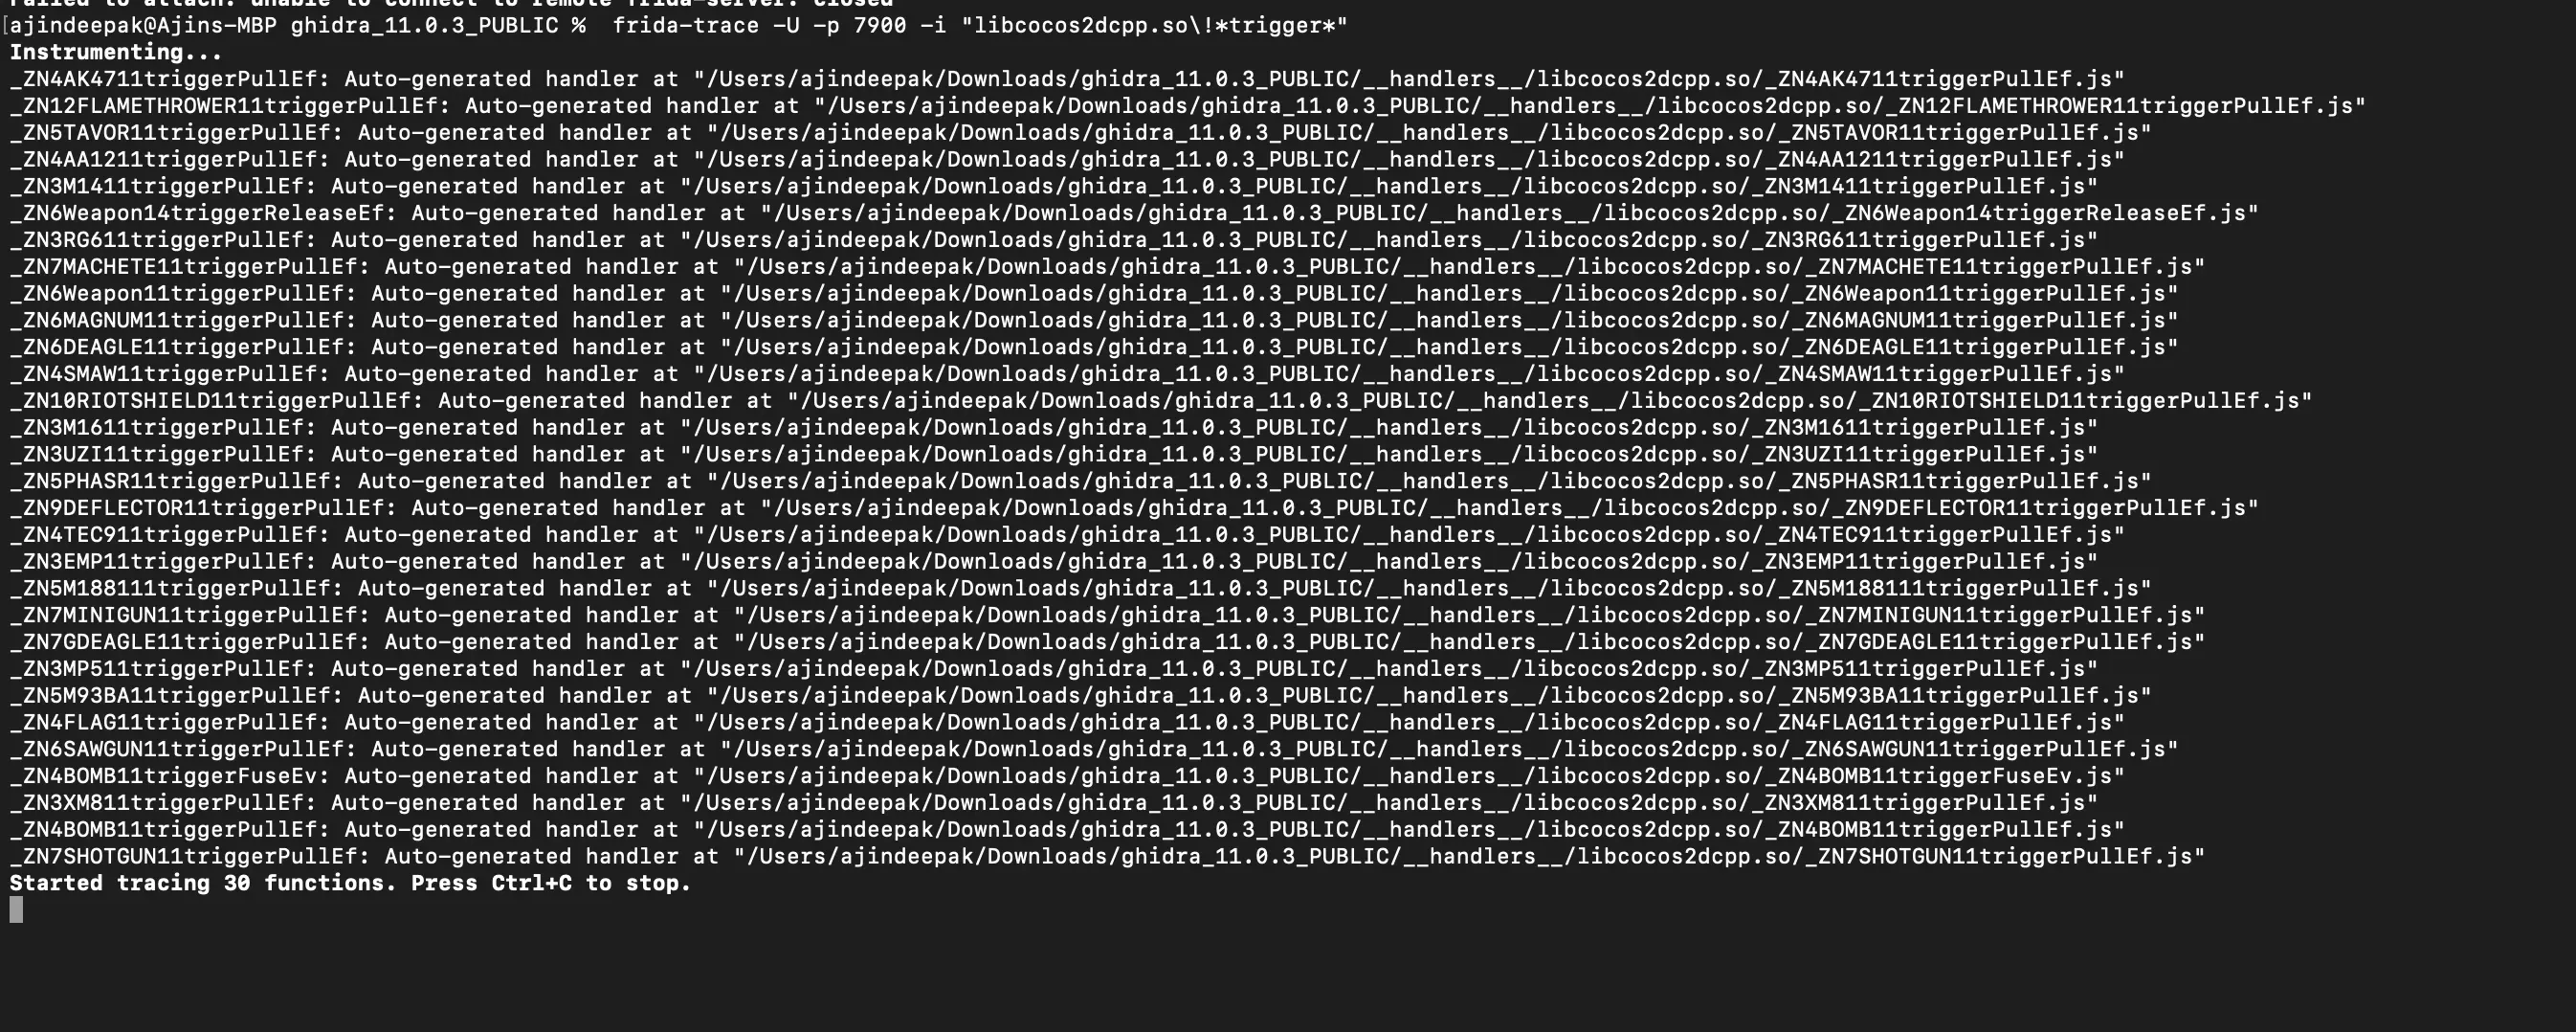 Failed to attach: unable to connect to remote frida-server: closed
[ajindeepak@Ajins-MBP ghidra_11.0.3_PUBLIC %  frida-trace -U -p 7900 -i "libcocos2dcpp.so\!*trigger*"
Instrumenting...
_ZN4AK4711triggerPullEf: Auto-generated handler at "/Users/ajindeepak/Downloads/ghidra_11.0.3_PUBLIC/__handlers__/libcocos2dcpp.so/_ZN4AK4711triggerPullEf.js"
_ZN12FLAMETHROWER11triggerPullEf: Auto-generated handler at "/Users/ajindeepak/Downloads/ghidra_11.0.3_PUBLIC/__handlers__/libcocos2dcpp.so/_ZN12FLAMETHROWER11triggerPullEf.js"
_ZN5TAVOR11triggerPullEf: Auto-generated handler at "/Users/ajindeepak/Downloads/ghidra_11.0.3_PUBLIC/__handlers__/libcocos2dcpp.so/_ZN5TAVOR11triggerPullEf.js"
_ZN4AA1211triggerPullEf: Auto-generated handler at "/Users/ajindeepak/Downloads/ghidra_11.0.3_PUBLIC/__handlers__/libcocos2dcpp.so/_ZN4AA1211triggerPullEf.js"
_ZN3M1411triggerPullEf: Auto-generated handler at "/Users/ajindeepak/Downloads/ghidra_11.0.3_PUBLIC/__handlers__/libcocos2dcpp.so/_ZN3M1411triggerPullEf.js"
_ZN6Weapon14triggerReleaseEf: Auto-generated handler at "/Users/ajindeepak/Downloads/ghidra_11.0.3_PUBLIC/__handlers__/libcocos2dcpp.so/_ZN6Weapon14triggerReleaseEf.js"
_ZN3RG611triggerPullEf: Auto-generated handler at "/Users/ajindeepak/Downloads/ghidra_11.0.3_PUBLIC/__handlers__/libcocos2dcpp.so/_ZN3RG611triggerPullEf.js"
_ZN7MACHETE11triggerPullEf: Auto-generated handler at "/Users/ajindeepak/Downloads/ghidra_11.0.3_PUBLIC/__handlers__/libcocos2dcpp.so/_ZN7MACHETE11triggerPullEf.js"
_ZN6Weapon11triggerPullEf: Auto-generated handler at "/Users/ajindeepak/Downloads/ghidra_11.0.3_PUBLIC/__handlers__/libcocos2dcpp.so/_ZN6Weapon11triggerPullEf.js"
_ZN6MAGNUM11triggerPullEf: Auto-generated handler at "/Users/ajindeepak/Downloads/ghidra_11.0.3_PUBLIC/__handlers__/libcocos2dcpp.so/_ZN6MAGNUM11triggerPullEf.js"
_ZN6DEAGLE11triggerPullEf: Auto-generated handler at "/Users/ajindeepak/Downloads/ghidra_11.0.3_PUBLIC/__handlers__/libcocos2dcpp.so/_ZN6DEAGLE11triggerPullEf.js"
_ZN4SMAW11triggerPullEf: Auto-generated handler at "/Users/ajindeepak/Downloads/ghidra_11.0.3_PUBLIC/__handlers__/libcocos2dcpp.so/_ZN4SMAW11triggerPullEf.js"
_ZN10RIOTSHIELD11triggerPullEf: Auto-generated handler at "/Users/ajindeepak/Downloads/ghidra_11.0.3_PUBLIC/__handlers__/libcocos2dcpp.so/_ZN10RIOTSHIELD11triggerPullEf.js"
_ZN3M1611triggerPullEf: Auto-generated handler at "/Users/ajindeepak/Downloads/ghidra_11.0.3_PUBLIC/__handlers__/libcocos2dcpp.so/_ZN3M1611triggerPullEf.js"
_ZN3UZI11triggerPullEf: Auto-generated handler at "/Users/ajindeepak/Downloads/ghidra_11.0.3_PUBLIC/__handlers__/libcocos2dcpp.so/_ZN3UZI11triggerPullEf.js"
_ZN5PHASR11triggerPullEf: Auto-generated handler at "/Users/ajindeepak/Downloads/ghidra_11.0.3_PUBLIC/__handlers__/libcocos2dcpp.so/_ZN5PHASR11triggerPullEf.js"
_ZN9DEFLECTOR11triggerPullEf: Auto-generated handler at "/Users/ajindeepak/Downloads/ghidra_11.0.3_PUBLIC/__handlers__/libcocos2dcpp.so/_ZN9DEFLECTOR11triggerPullEf.js"
_ZN4TEC911triggerPullEf: Auto-generated handler at "/Users/ajindeepak/Downloads/ghidra_11.0.3_PUBLIC/__handlers__/libcocos2dcpp.so/_ZN4TEC911triggerPullEf.js"
_ZN3EMP11triggerPullEf: Auto-generated handler at "/Users/ajindeepak/Downloads/ghidra_11.0.3_PUBLIC/__handlers__/libcocos2dcpp.so/_ZN3EMP11triggerPullEf.js"
_ZN5M188111triggerPullEf: Auto-generated handler at "/Users/ajindeepak/Downloads/ghidra_11.0.3_PUBLIC/__handlers__/libcocos2dcpp.so/_ZN5M188111triggerPullEf.js"
_ZN7MINIGUN11triggerPullEf: Auto-generated handler at "/Users/ajindeepak/Downloads/ghidra_11.0.3_PUBLIC/__handlers__/libcocos2dcpp.so/_ZN7MINIGUN11triggerPullEf.js"
_ZN7GDEAGLE11triggerPullEf: Auto-generated handler at "/Users/ajindeepak/Downloads/ghidra_11.0.3_PUBLIC/__handlers__/libcocos2dcpp.so/_ZN7GDEAGLE11triggerPullEf.js"
_ZN3MP511triggerPullEf: Auto-generated handler at "/Users/ajindeepak/Downloads/ghidra_11.0.3_PUBLIC/__handlers__/libcocos2dcpp.so/_ZN3MP511triggerPullEf.js"
_ZN5M93BA11triggerPullEf: Auto-generated handler at "/Users/ajindeepak/Downloads/ghidra_11.0.3_PUBLIC/__handlers__/libcocos2dcpp.so/_ZN5M93BA11triggerPullEf.js"
_ZN4FLAG11triggerPullEf: Auto-generated handler at "/Users/ajindeepak/Downloads/ghidra_11.0.3_PUBLIC/__handlers__/libcocos2dcpp.so/_ZN4FLAG11triggerPullEf.js"
_ZN6SAWGUN11triggerPullEf: Auto-generated handler at "/Users/ajindeepak/Downloads/ghidra_11.0.3_PUBLIC/__handlers__/libcocos2dcpp.so/_ZN6SAWGUN11triggerPullEf.js"
_ZN4BOMB11triggerFuseEv: Auto-generated handler at "/Users/ajindeepak/Downloads/ghidra_11.0.3_PUBLIC/__handlers__/libcocos2dcpp.so/_ZN4BOMB11triggerFuseEv.js"
_ZN3XM811triggerPullEf: Auto-generated handler at "/Users/ajindeepak/Downloads/ghidra_11.0.3_PUBLIC/__handlers__/libcocos2dcpp.so/_ZN3XM811triggerPullEf.js"
_ZN4BOMB11triggerPullEf: Auto-generated handler at "/Users/ajindeepak/Downloads/ghidra_11.0.3_PUBLIC/__handlers__/libcocos2dcpp.so/_ZN4BOMB11triggerPullEf.js"
_ZN7SHOTGUN11triggerPullEf: Auto-generated handler at "/Users/ajindeepak/Downloads/ghidra_11.0.3_PUBLIC/__handlers__/libcocos2dcpp.so/_ZN7SHOTGUN11triggerPullEf.js"
Started tracing 30 functions. Press Ctrl+C to stop.